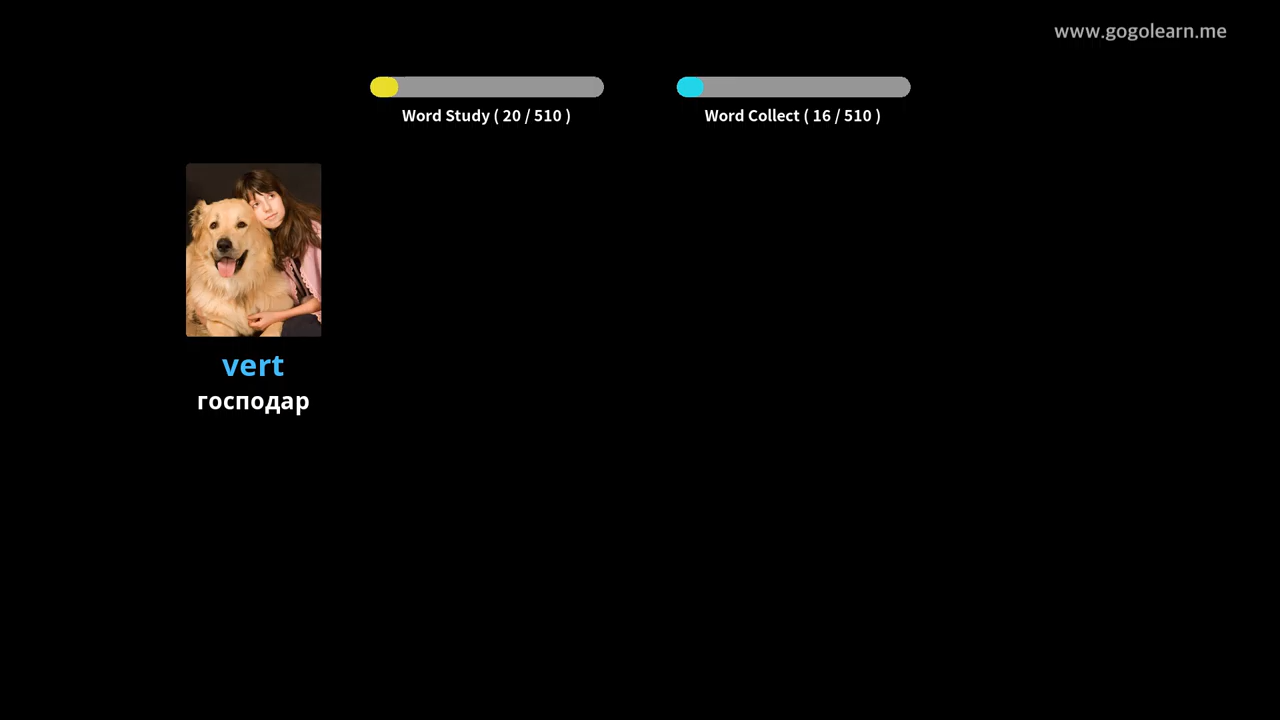 www.gogolearn.me
Word Study ( 20 / 510 )
Word Collect ( 16 / 510 )
vert
господар